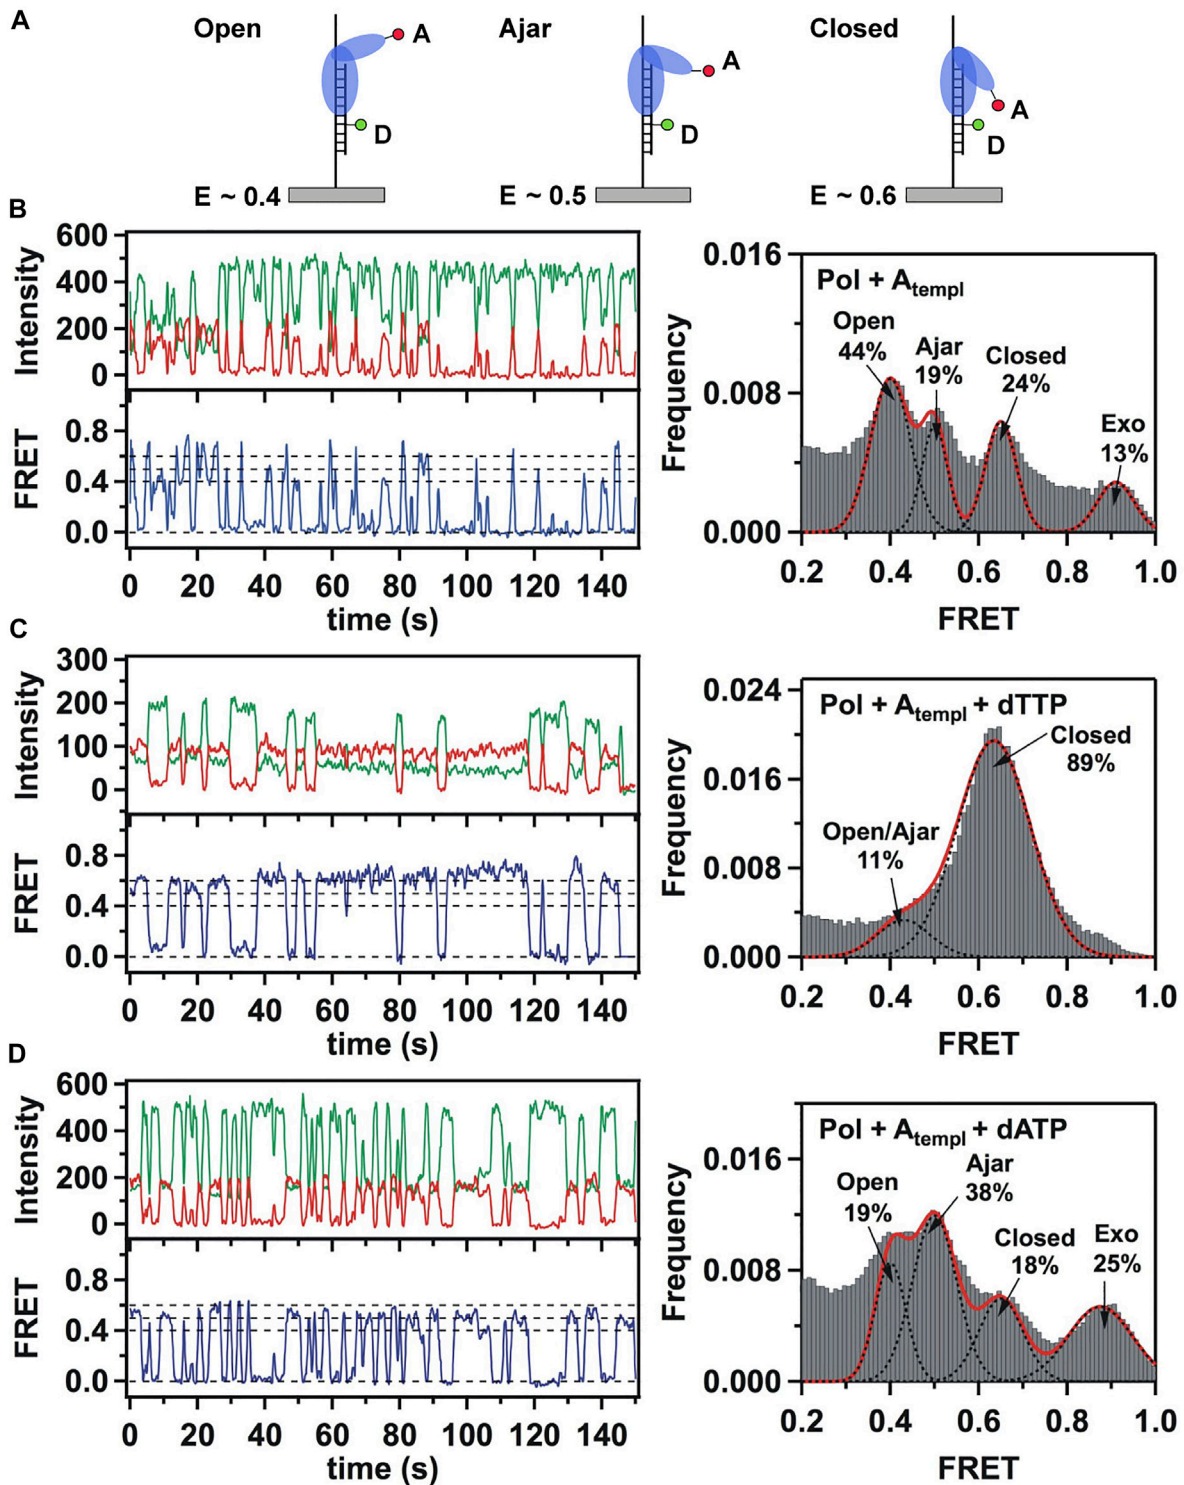 A
Open
A
D
E ~ 0.4
Ajar
A
D
E ~ 0.5
Closed
A
D
E ~ 0.6
B
600
400
200
0
Intensity
0.8
0.4
0.0
FRET
0 20 40 60 80 100 120 140
time (s)
0.016
0.008
0.000
Frequency
Pol + Atempl
Open
44%
Ajar
19%
Closed
24%
Exo
13%
0.2 0.4 0.6 0.8 1.0
FRET
C
300
200
100
0
Intensity
0.8
0.4
0.0
FRET
0 20 40 60 80 100 120 140
time (s)
0.024
0.016
0.008
0.000
Frequency
Pol + Atempl + dTTP
Closed
89%
Open/Ajar
11%
0.2 0.4 0.6 0.8 1.0
FRET
D
600
400
200
0
Intensity
0.8
0.4
0.0
FRET
0 20 40 60 80 100 120 140
time (s)
0.016
0.008
0.000
Frequency
Pol + Atempl + dATP
Open
19%
Ajar
38%
Closed
18%
Exo
25%
0.2 0.4 0.6 0.8 1.0
FRET